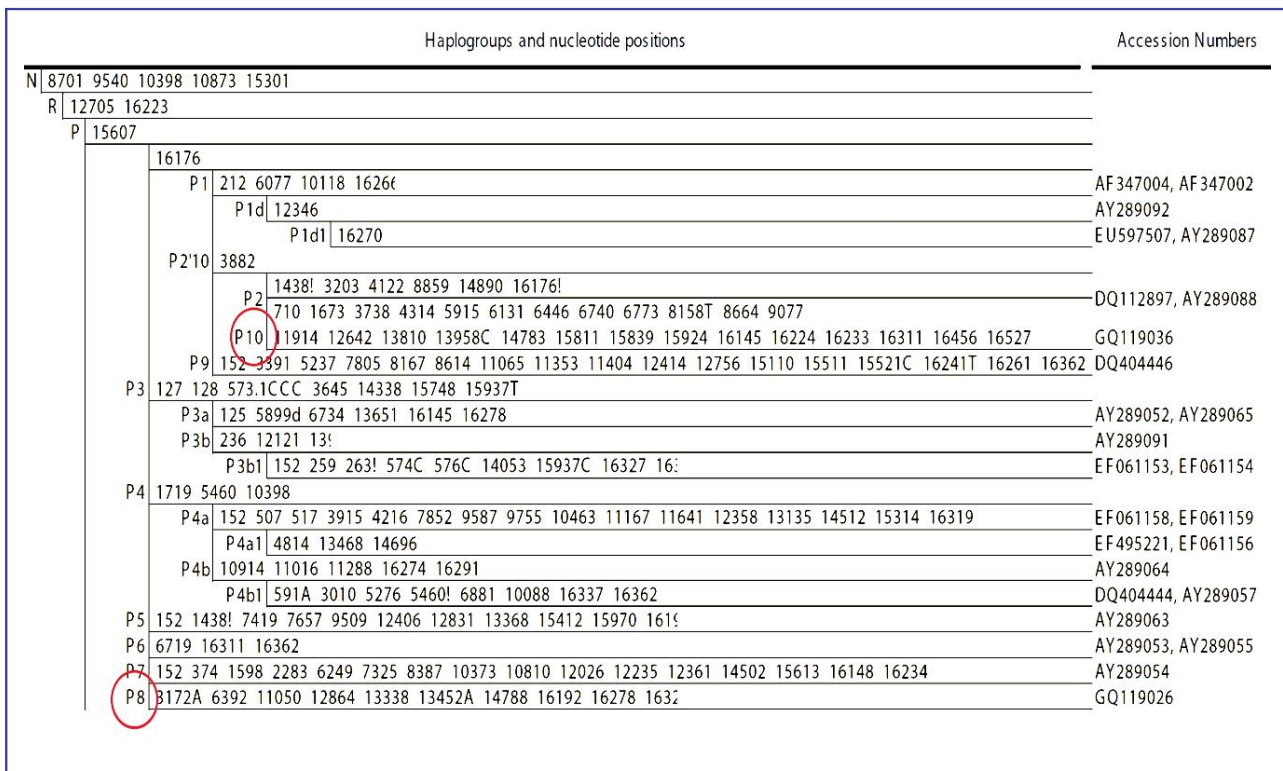 Haplogroups and nucleotide positions Accession Numbers
N 8701 9540 10398 10873 15301
R 12705 16223
P 15607
16176
P1 212 6077 10118 16266 AF347004, AF347002
P1d 12346 AY289092
P1d1 16270 EU597507, AY289087
P2'10 3882
1438! 3203 4122 8859 14890 16176!
P2 DQ112897, AY289088
710 1673 3738 4314 5915 6131 6446 6740 6773 8158T 8664 9077
P10 11914 12642 13810 13958C 14783 15811 15839 15924 16145 16224 16233 16311 16456 16527 GQ119036
P9 152 3391 5237 7805 8167 8614 11065 11353 11404 12414 12756 15110 15511 15521C 16241T 16261 16362 DQ404446
P3 127 128 573.1CCC 3645 14338 15748 15937T
P3a 125 5899d 6734 13651 16145 16278 AY289052, AY289065
P3b 236 12121 AY289091
P3b1 152 259 263! 574C 576C 14053 15937C 16327 EF061153, EF061154
P4 1719 5460 10398
P4a 152 507 517 3915 4216 7852 9587 9755 10463 11167 11641 12358 13135 14512 15314 16319 EF061158, EF061159
P4a1 4814 13468 14696 EF495221, EF061156
P4b 10914 11016 11288 16274 16291 AY289064
P4b1 591A 3010 5276 5460! 6881 10088 16337 16362 DQ404444, AY289057
P5 152 1438! 7419 7657 9509 12406 12831 13368 15412 15970 AY289063
P6 6719 16311 16362 AY289053, AY289055
P7 152 374 1598 2283 6249 7325 8387 10373 10810 12026 12235 12361 14502 15613 16148 16234 AY289054
P8 3172A 6392 11050 12864 13338 13452A 14788 16192 16278 GQ119026